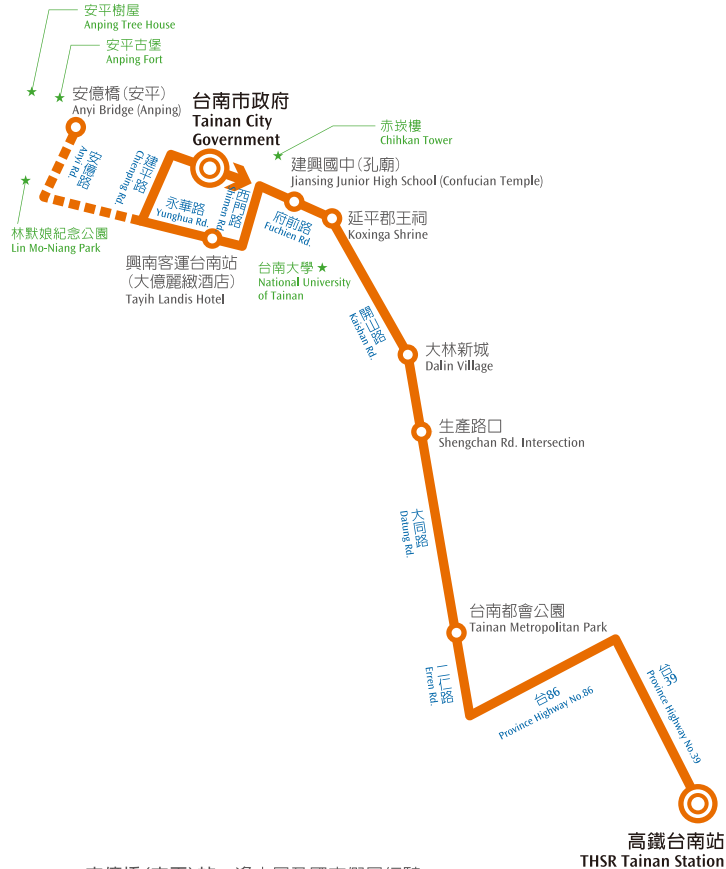 安平樹屋
Anping Tree House
安平古堡
Anping Fort
安億橋(安平)
Anyi Bridge (Anping)
台南市政府
Tainan City
Government
赤崁樓
Chihkan Tower
建興國中(孔廟)
Jiansing Junior High School (Confucian Temple)
安億路
Anyi Rd.
建平路
Chienping Rd.
永華路
Yunghua Rd.
西門路
Shimen Rd.
府前路
Fuchien Rd.
延平郡王祠
Koxinga Shrine
林默娘紀念公園
Lin Mo-Niang Park
興南客運台南站
(大億麗緻酒店)
Tayih Landis Hotel
台南大學 ★
National University
of Tainan
開山路
Kaishan Rd.
大林新城
Dalin Village
生產路口
Shengchan Rd. Intersection
大同路
Datung Rd.
台南都會公園
Tainan Metropolitan Park
二仁路
Erren Rd.
台86
Province Highway No.86
台39
Province Highway No.39
高鐵台南站
THSR Tainan Station